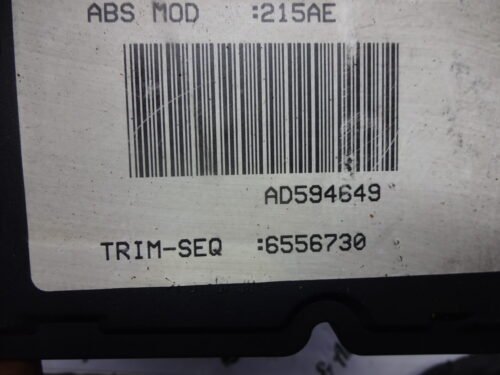 ABS MOD :215AE
AD594649
TRIM-SEQ :6556730